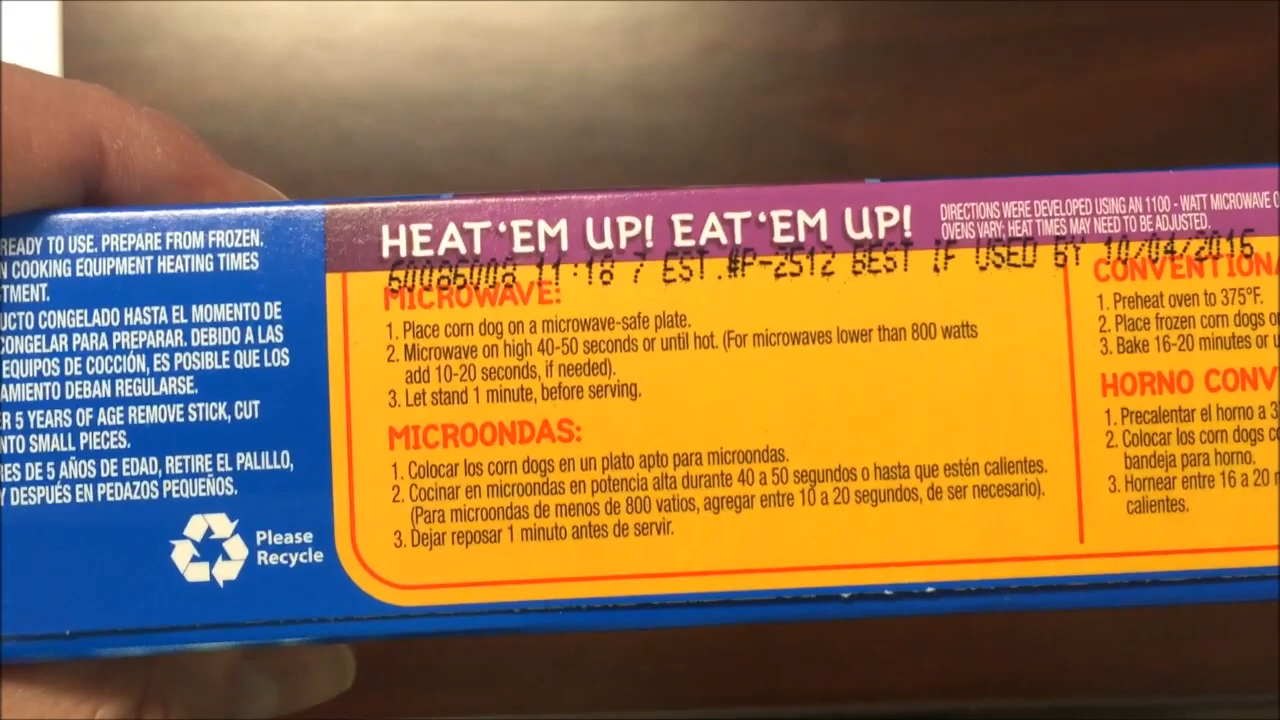 READY TO USE. PREPARE FROM FROZEN.
COOKING EQUIPMENT HEATING TIMES
CONGELADO HASTA EL MOMENTO DE
CONGELAR PARA PREPARAR. DEBIDO A LAS
EQUIPOS DE COCCIÓN, ES POSIBLE QUE LOS
DEBAN REGULARSE.
5 YEARS OF AGE REMOVE STICK, CUT
SMALL PIECES.
DE 5 AÑOS DE EDAD, RETIRE EL PALILLO,
Y DESPUÉS EN PEDAZOS PEQUEÑOS.
Please
Recycle
HEAT 'EM UP! EAT 'EM UP!
DIRECTIONS WERE DEVELOPED USING AN 1100 - WATT MICROWAVE
OVENS VARY; HEAT TIMES MAY NEED TO BE ADJUSTED.
60086008 11:18 7 EST.#P-2512 BEST IF USED BY 10/04/2016
MICROWAVE:
1. Place corn dog on a microwave-safe plate.
2. Microwave on high 40-50 seconds or until hot. (For microwaves lower than 800 watts
add 10-20 seconds, if needed).
3. Let stand 1 minute, before serving.
MICROONDAS:
1. Colocar los corn dogs en un plato apto para microondas.
2. Cocinar en microondas en potencia alta durante 40 a 50 segundos o hasta que estén calientes.
(Para microondas de menos de 800 vatios, agregar entre 10 a 20 segundos, de ser necesario).
3. Dejar reposar 1 minuto antes de servir.
1. Preheat oven to 375°F.
2. Place frozen corn dogs
3. Bake 16-20 minutes or
HORNO
1. Precalentar el horno a
2. Colocar los corn dogs
bandeja para horno.
3. Hornear entre 16 a 20
calientes.